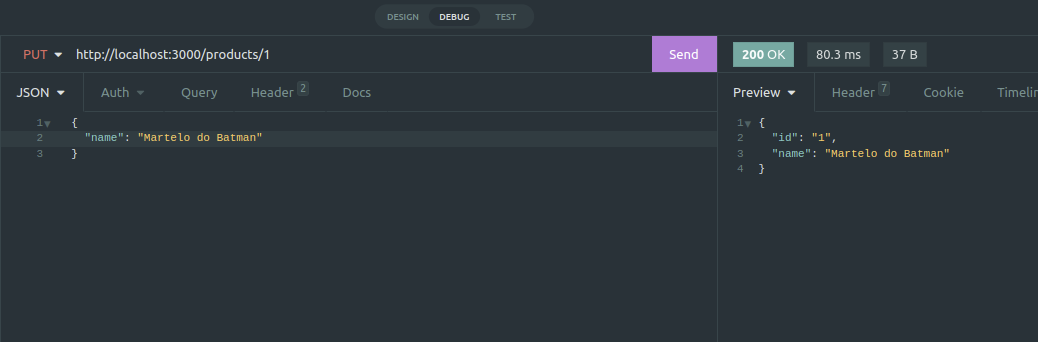 DESIGN DEBUG TEST
PUT http://localhost:3000/products/1 Send 200 OK 80.3 ms 37 B
JSON Auth Query Header 2 Docs Preview Header 7 Cookie Timelin
1 {
2 "name": "Martelo do Batman"
3 }
1 {
2 "id": "1",
3 "name": "Martelo do Batman"
4 }